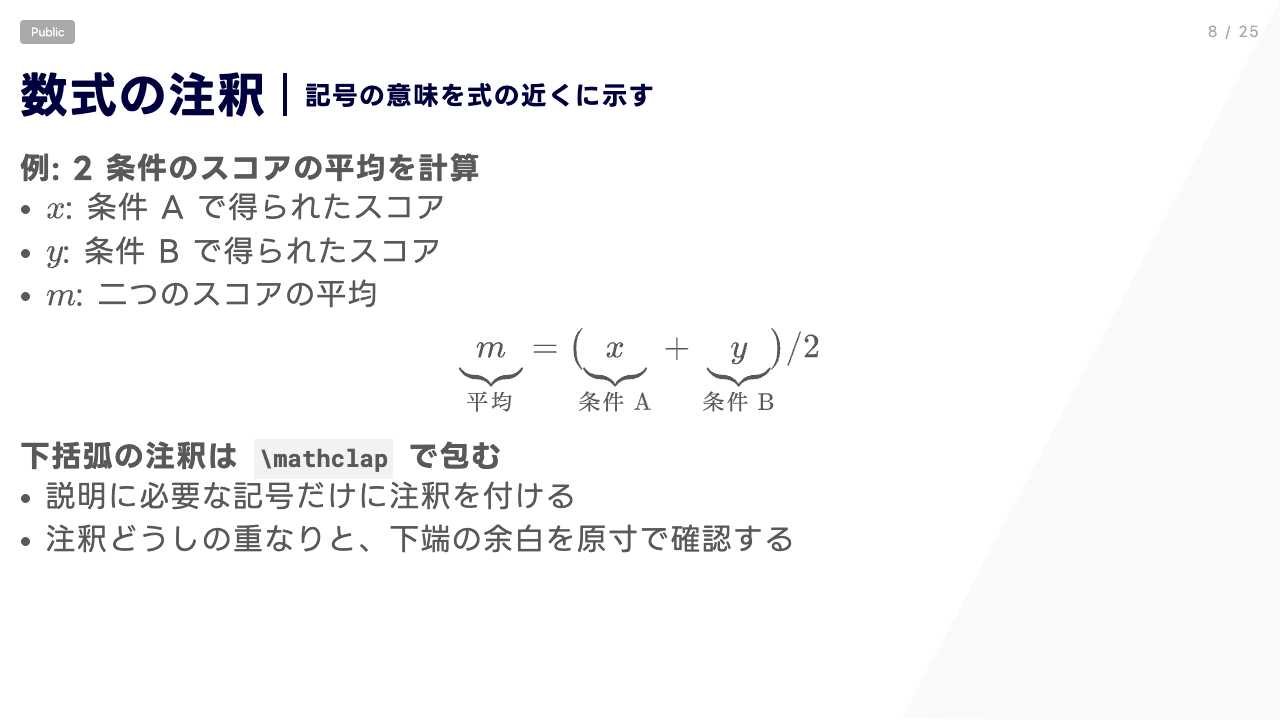 Public
8 / 25
数式の注釈 | 記号の意味を式の近くに示す
例: 2 条件のスコアの平均を計算
• x: 条件 A で得られたスコア
• y: 条件 B で得られたスコア
• m: 二つのスコアの平均
m = (x + y)/2
平均 条件 A 条件 B
下括弧の注釈は \mathclap で包む
• 説明に必要な記号だけに注釈を付ける
• 注釈どうしの重なりと、下端の余白を原寸で確認する